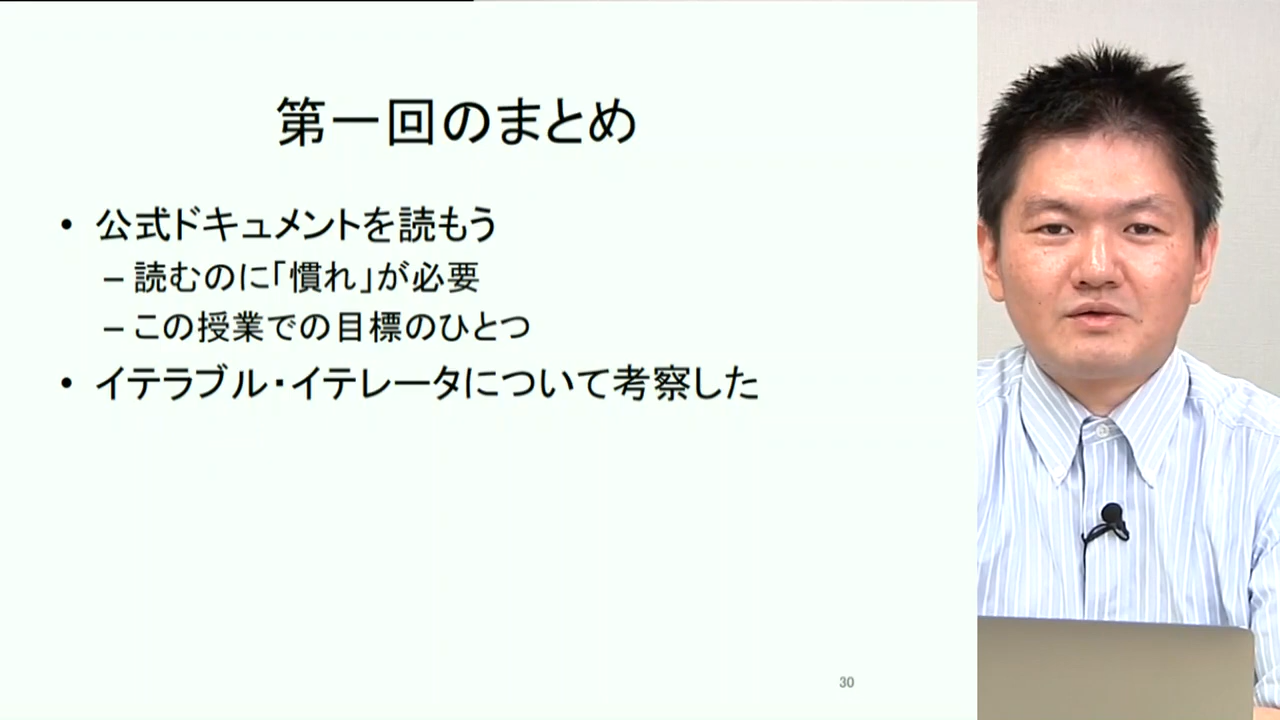 第一回のまとめ
• 公式ドキュメントを読もう
– 読むのに「慣れ」が必要
– この授業での目標のひとつ
• イテラブル・イテレータについて考察した
30